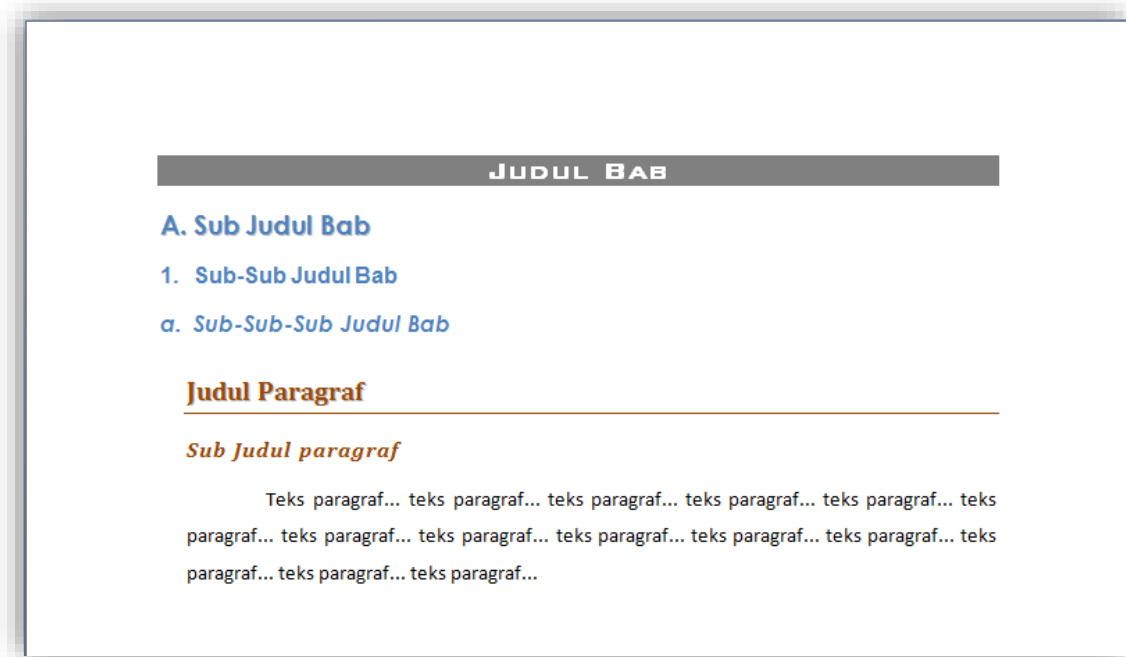 JUDUL BAB
A. Sub Judul Bab
1. Sub-Sub Judul Bab
a. Sub-Sub-Sub Judul Bab
Judul Paragraf
Sub Judul paragraf
Teks paragraf... teks paragraf... teks paragraf... teks paragraf... teks paragraf... teks
paragraf... teks paragraf... teks paragraf... teks paragraf... teks paragraf... teks paragraf... teks
paragraf... teks paragraf... teks paragraf...